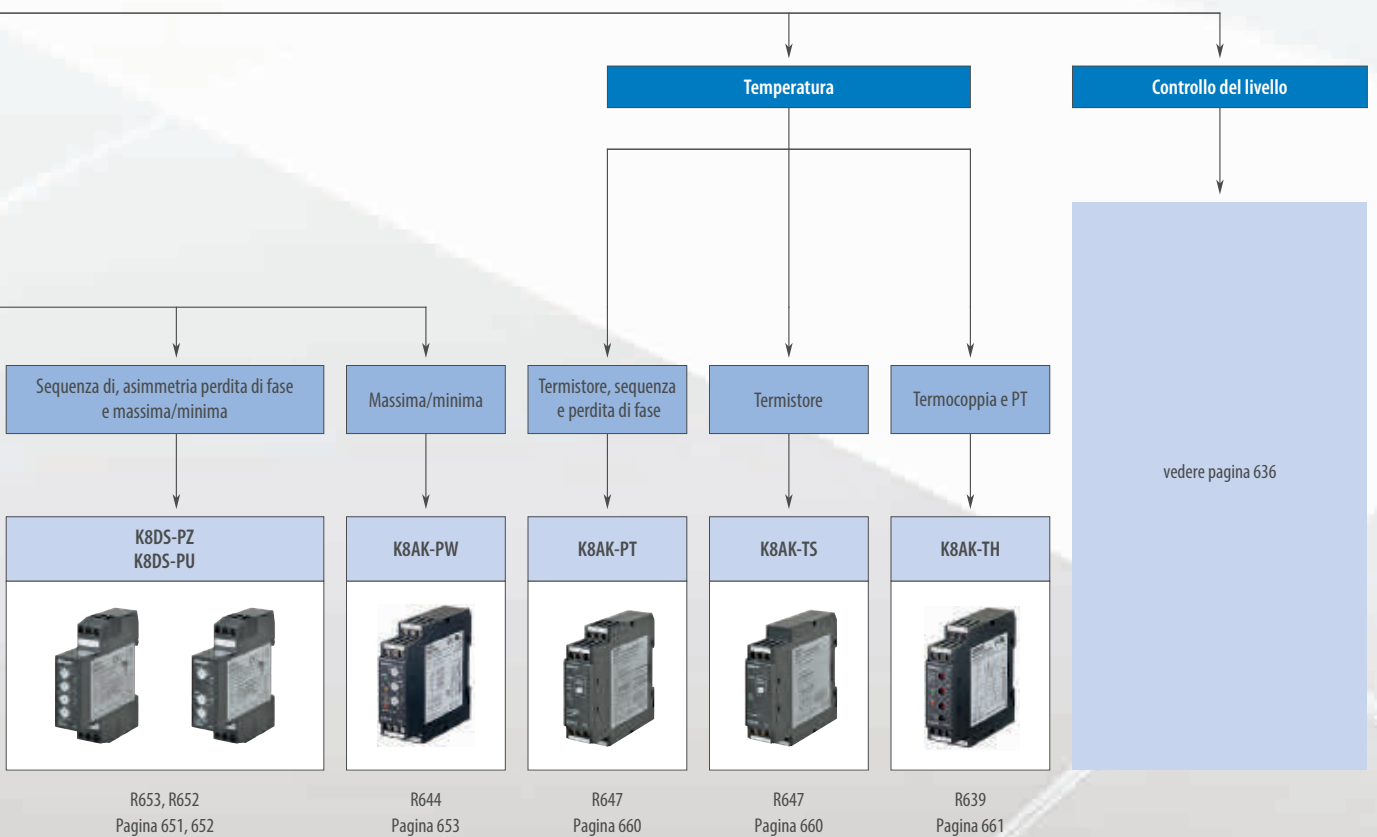 Temperatura
Controllo del livello
Sequenza di, asimmetria perdita di fase
e massima/minima
Massima/minima
Termistore, sequenza
e perdita di fase
Termistore
Termocoppia e PT
vedere pagina 636
K8DS-PZ
K8DS-PU
K8AK-PW
K8AK-PT
K8AK-TS
K8AK-TH
R653, R652
Pagina 651, 652
R644
Pagina 653
R647
Pagina 660
R647
Pagina 660
R639
Pagina 661